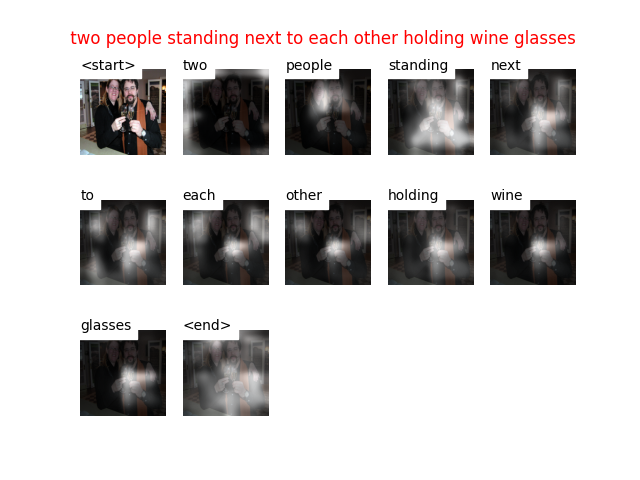 two people standing next to each other holding wine glasses
<start> two people standing next
to each other holding wine
glasses <end>